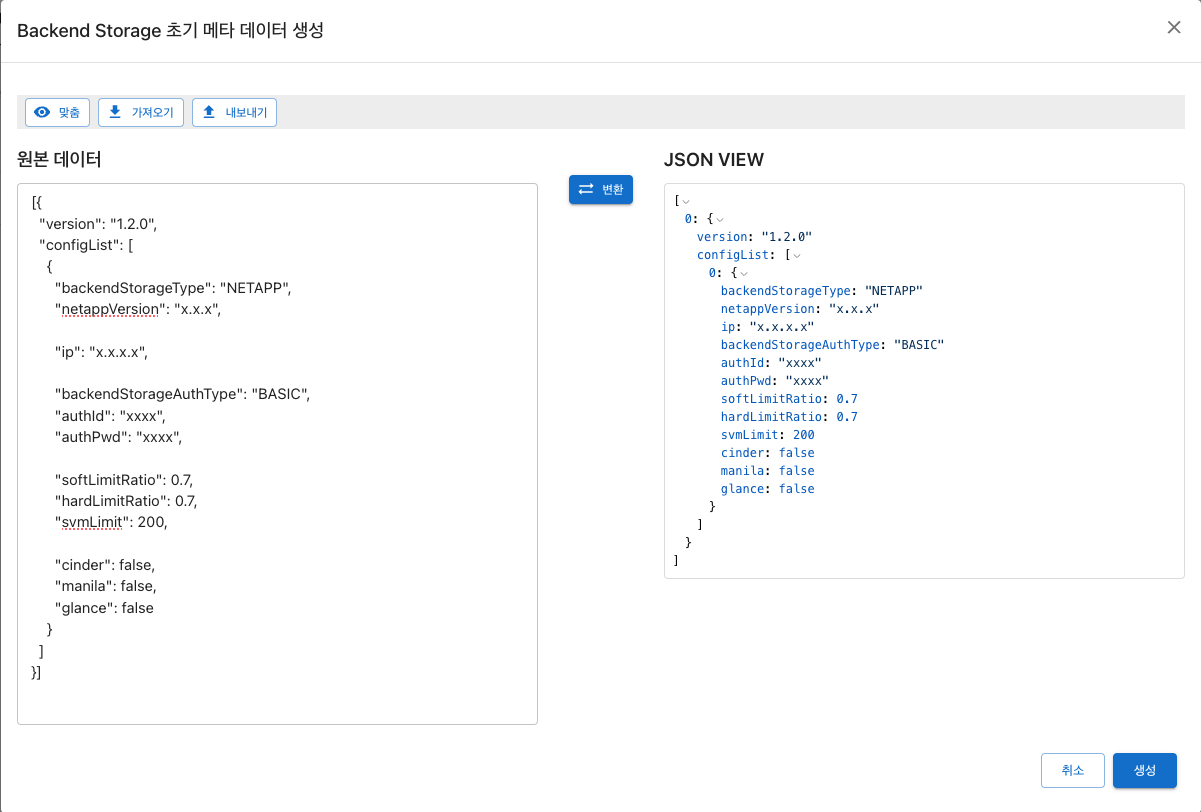 Backend Storage 초기 메타 데이터 생성
맞춤 가져오기 내보내기
원본 데이터
[{
"version": "1.2.0",
"configList": [
{
"backendStorageType": "NETAPP",
"netappVersion": "x.x.x",
"ip": "x.x.x.x",
"backendStorageAuthType": "BASIC",
"authId": "xxxx",
"authPwd": "xxxx",
"softLimitRatio": 0.7,
"hardLimitRatio": 0.7,
"svmLimit": 200,
"cinder": false,
"manila": false,
"glance": false
}
]
}]
변환
JSON VIEW
[
0: {
version: "1.2.0"
configList: [
0: {
backendStorageType: "NETAPP"
netappVersion: "x.x.x"
ip: "x.x.x.x"
backendStorageAuthType: "BASIC"
authId: "xxxx"
authPwd: "xxxx"
softLimitRatio: 0.7
hardLimitRatio: 0.7
svmLimit: 200
cinder: false
manila: false
glance: false
}
]
}
]
취소 생성